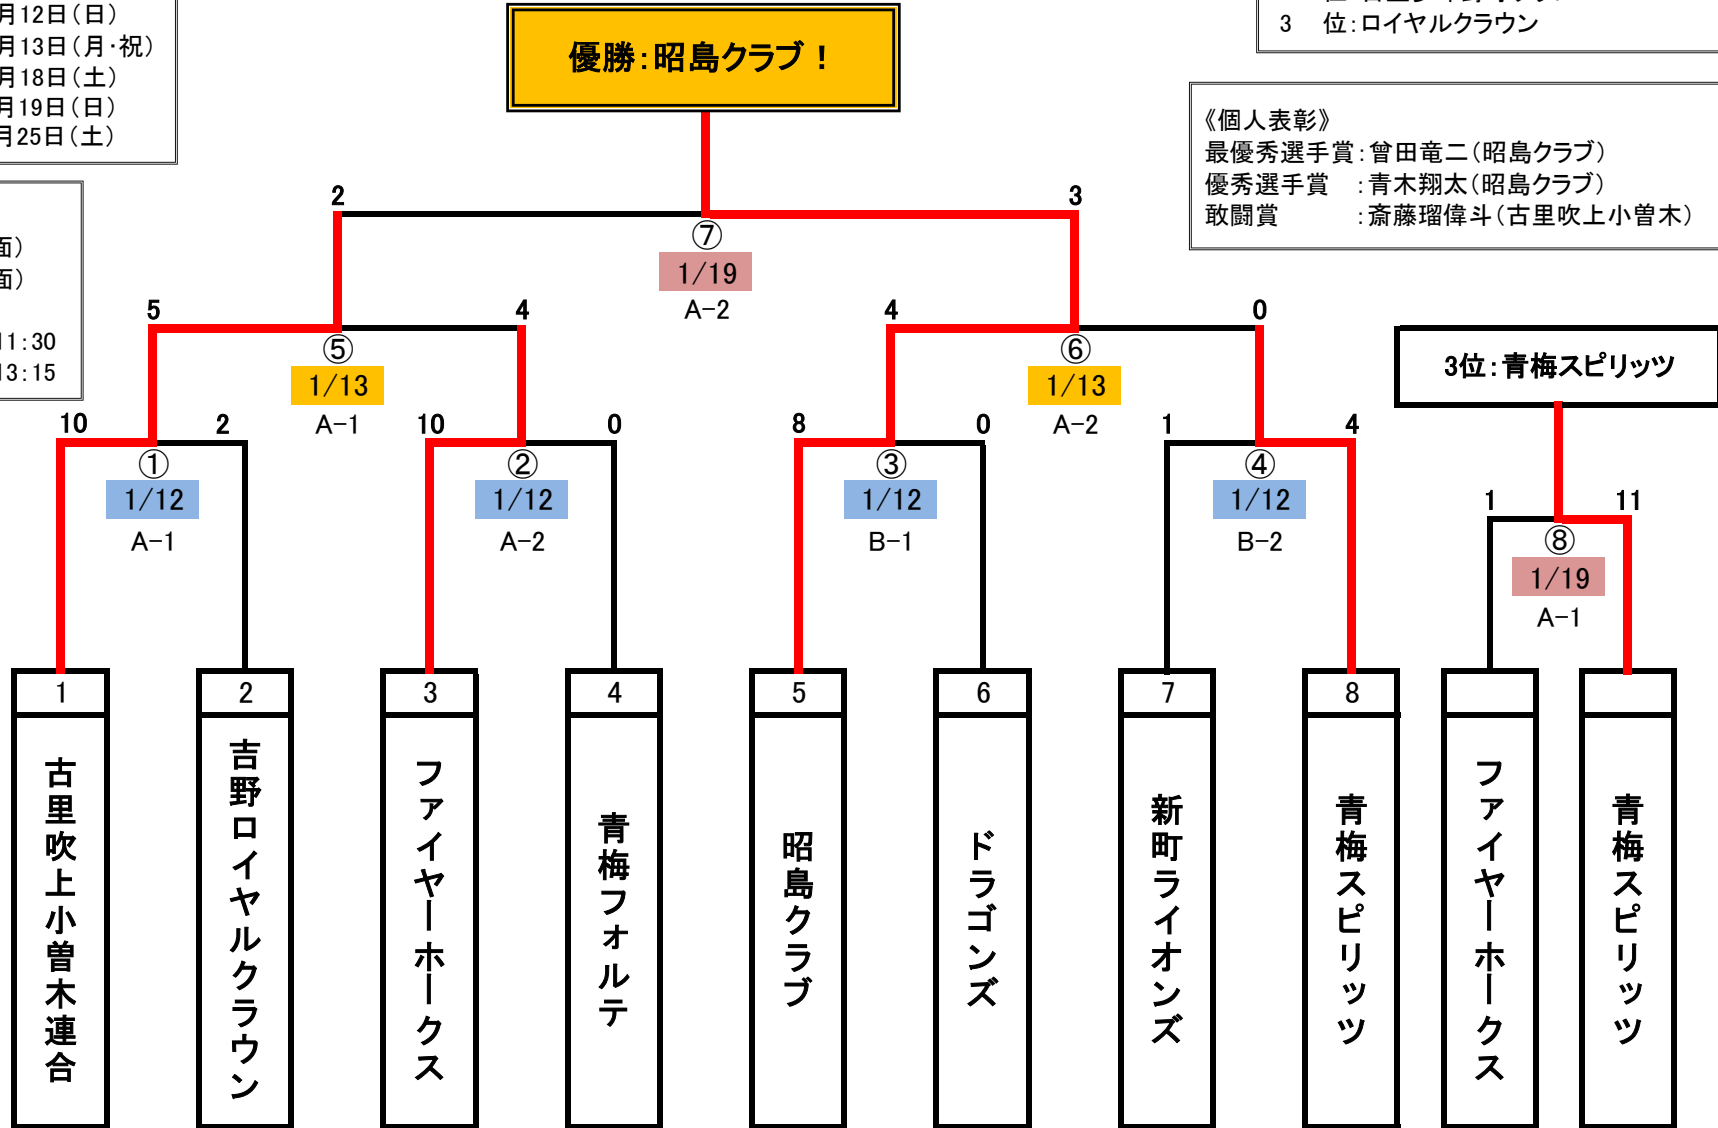 月12日(日)
月13日(月・祝)
月18日(土)
月19日(日)
月25日(土)
面)
面)
11:30
13:15
優勝:昭島クラブ!
3 位:ロイヤルクラウン
《個人表彰》
最優秀選手賞:曾田竜二(昭島クラブ)
優秀選手賞 :青木翔太(昭島クラブ)
敢闘賞 :斎藤瑠偉斗(古里吹上小曽木)
2
3
⑦
1/19
A-2
5
4
4
0
⑤
1/13
A-1
⑥
1/13
A-2
3位:青梅スピリッツ
10
2
10
0
8
0
1
4
①
1/12
A-1
②
1/12
A-2
③
1/12
B-1
④
1/12
B-2
1
11
⑧
1/19
A-1
1
2
3
4
5
6
7
8
古里吹上小曽木連合
吉野ロイヤルクラウン
ファイヤーホークス
青梅フォルテ
昭島クラブ
ドラゴンズ
新町ライオンズ
青梅スピリッツ
ファイヤーホークス
青梅スピリッツ